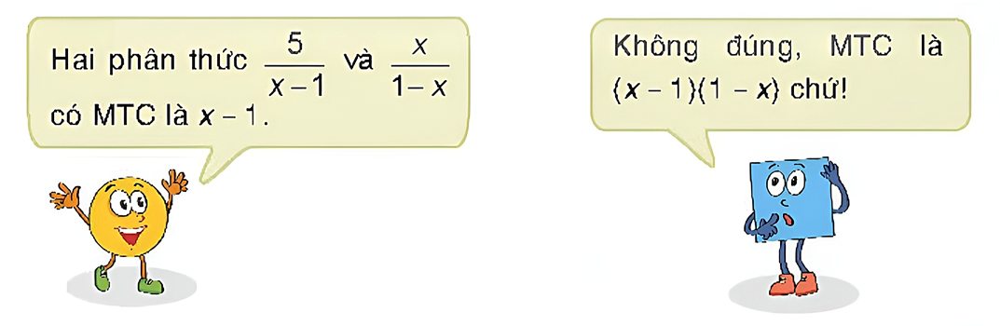 Hai phân thức 5/(x – 1) và x/(1 – x)
có MTC là x – 1.
Không đúng, MTC là
(x – 1)(1 – x) chứ!